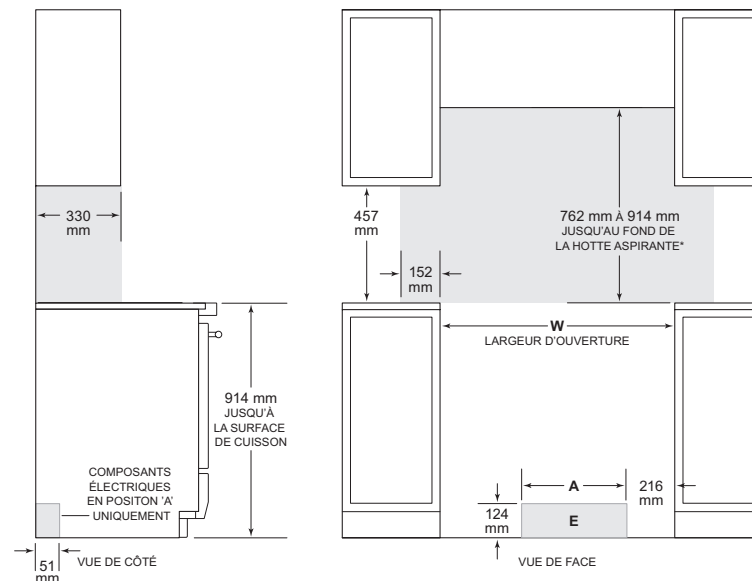 330
mm
914 mm
JUSQU'À
LA SURFACE
DE CUISSON
COMPOSANTS
ÉLECTRIQUES
EN POSITON 'A'
UNIQUEMENT
51
mm
VUE DE CÔTÉ
457
mm
152
mm
762 mm À 914 mm
JUSQU'AU FOND DE
LA HOTTE ASPIRANTE*
W
LARGEUR D'OUVERTURE
A
216
mm
124
mm
E
VUE DE FACE